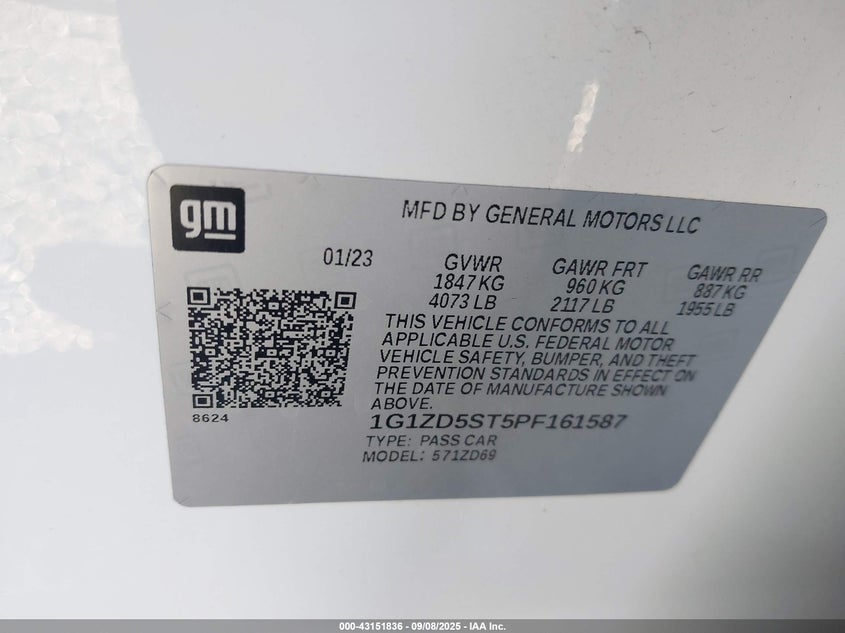 gm
MFD BY GENERAL MOTORS LLC
01/23
GVWR
1847 KG
4073 LB
GAWR FRT
960 KG
2117 LB
GAWR RR
887 KG
1955 LB
THIS VEHICLE CONFORMS TO ALL
APPLICABLE U.S. FEDERAL MOTOR
VEHICLE SAFETY, BUMPER, AND THEFT
PREVENTION STANDARDS IN EFFECT ON
THE DATE OF MANUFACTURE SHOWN
ABOVE.
8624
1G1ZD5ST5PF161587
TYPE: PASS CAR
MODEL: 571ZD69
000-43151836 - 09/08/2025 - IAA Inc.